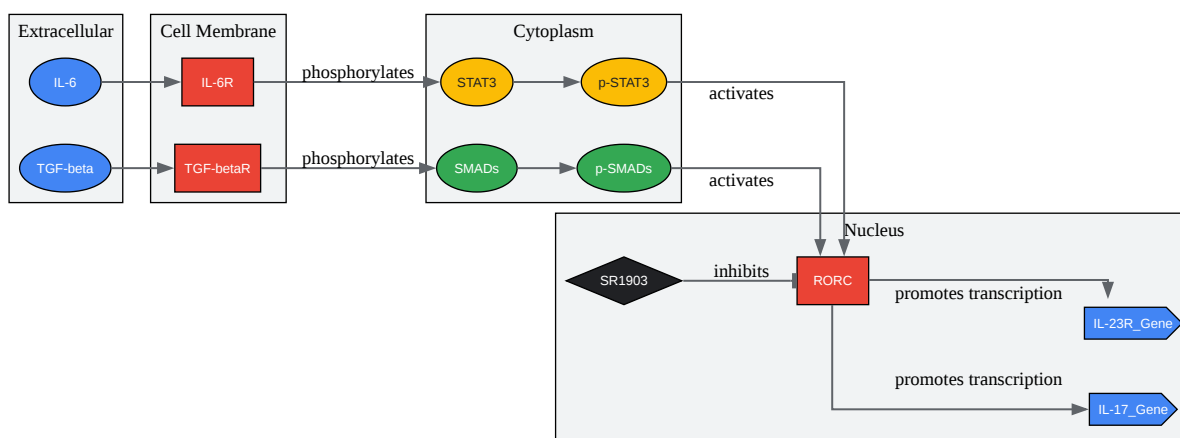 Extracellular
Cell Membrane
Cytoplasm
IL-6
IL-6R
phosphorylates
STAT3
p-STAT3
activates
TGF-beta
TGF-betaR
phosphorylates
SMADs
p-SMADs
activates
Nucleus
SR1903
inhibits
RORC
promotes transcription
IL-23R_Gene
promotes transcription
IL-17_Gene